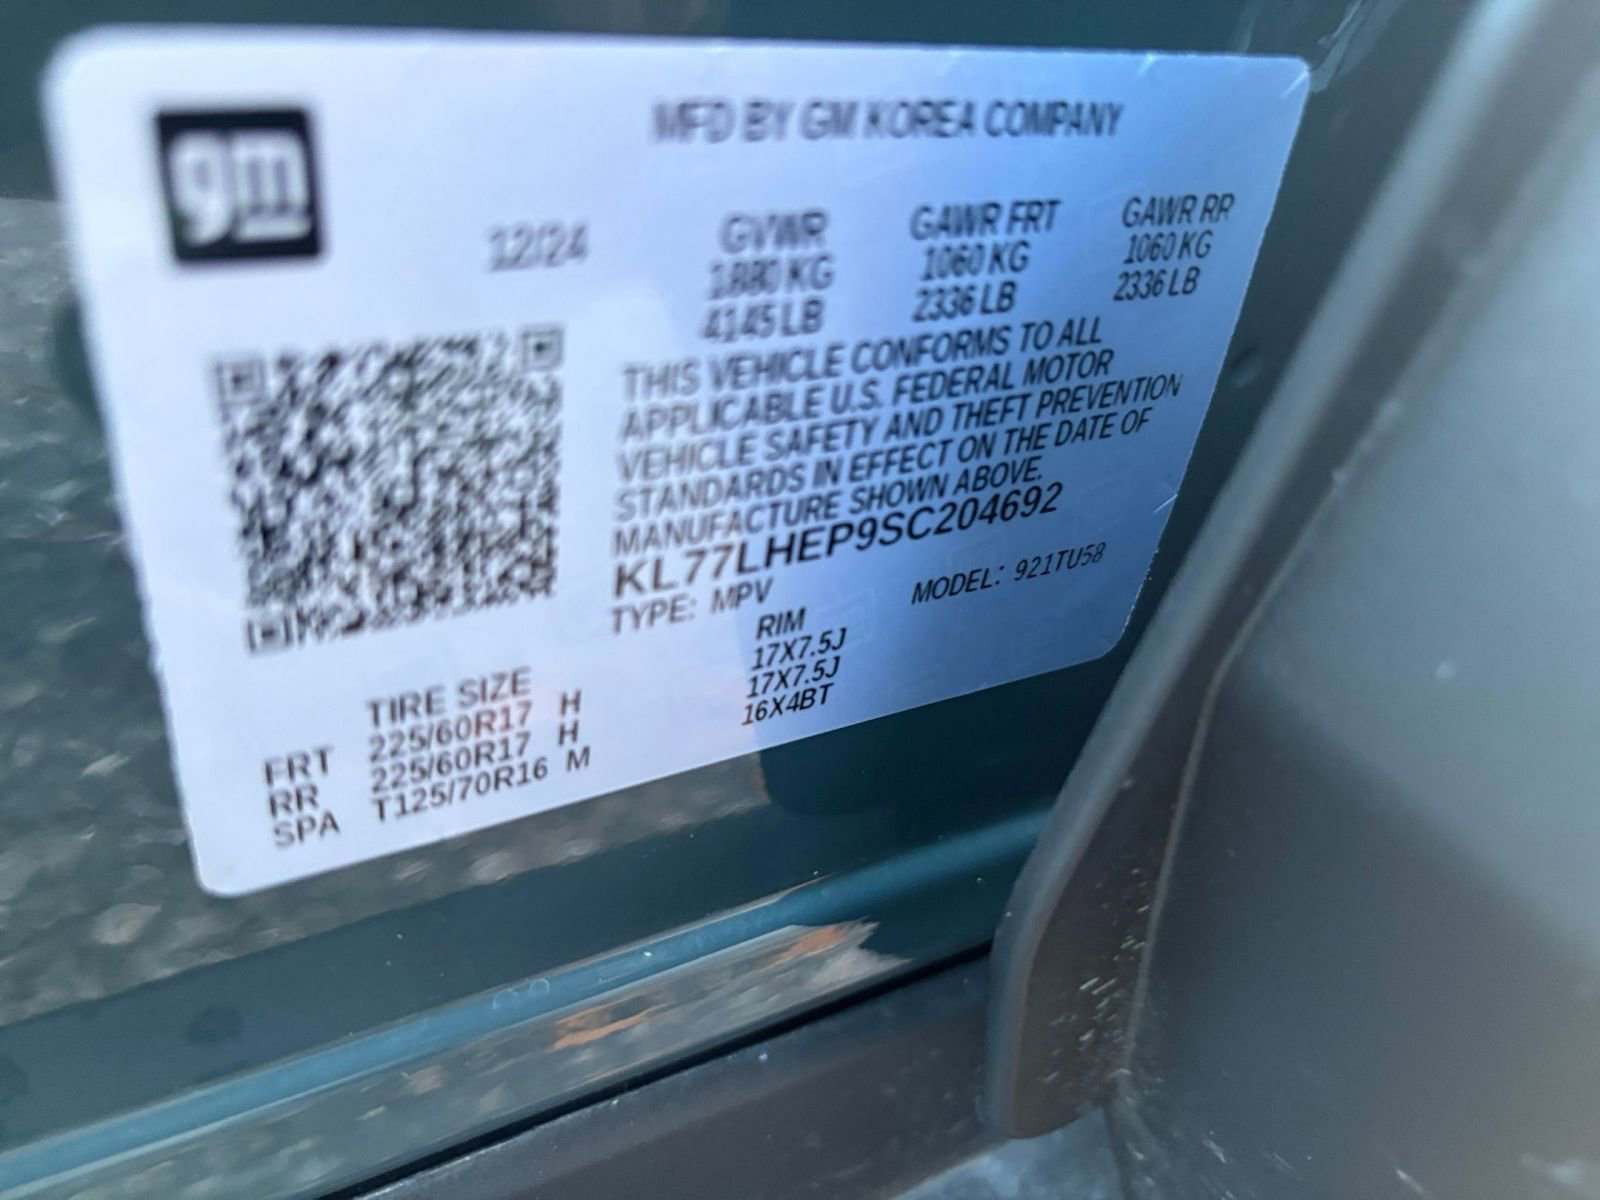 gm
MFD BY GM KOREA COMPANY
12/24
GVWR GAWR FRT GAWR RR
1880 KG 1060 KG 1060 KG
4145 LB 2336 LB 2336 LB
THIS VEHICLE CONFORMS TO ALL
APPLICABLE U.S. FEDERAL MOTOR
VEHICLE SAFETY AND THEFT PREVENTION
STANDARDS IN EFFECT ON THE DATE OF
MANUFACTURE SHOWN ABOVE.
KL77LHEP9SC204692
TYPE: MPV MODEL: 921TU58
TIRE SIZE RIM
FRT 225/60R17 H 17X7.5J
RR 225/60R17 H 17X7.5J
SPA T125/70R16 M 16X4BT